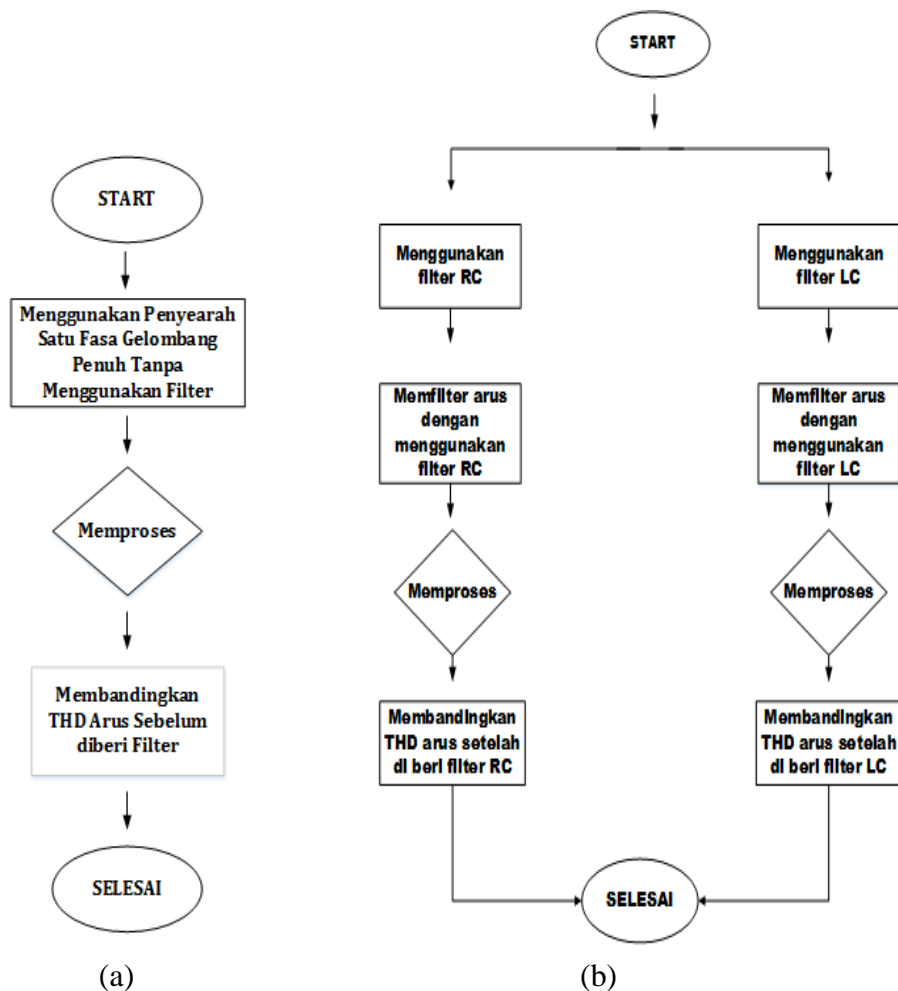 START
Menggunakan Penyearah
Satu Fasa Gelombang
Penuh Tanpa
Menggunakan Filter
Memproses
Membandingkan
THD Arus Sebelum
diberi Filter
SELESAI
(a)
START
Menggunakan
filter RC
Memfilter arus
dengan
menggunakan
filter RC
Memproses
Membandingkan
THD arus setelah
di beri filter RC
Menggunakan
filter LC
Memfilter arus
dengan
menggunakan
filter LC
Memproses
Membandingkan
THD arus setelah
di beri filter LC
SELESAI
(b)